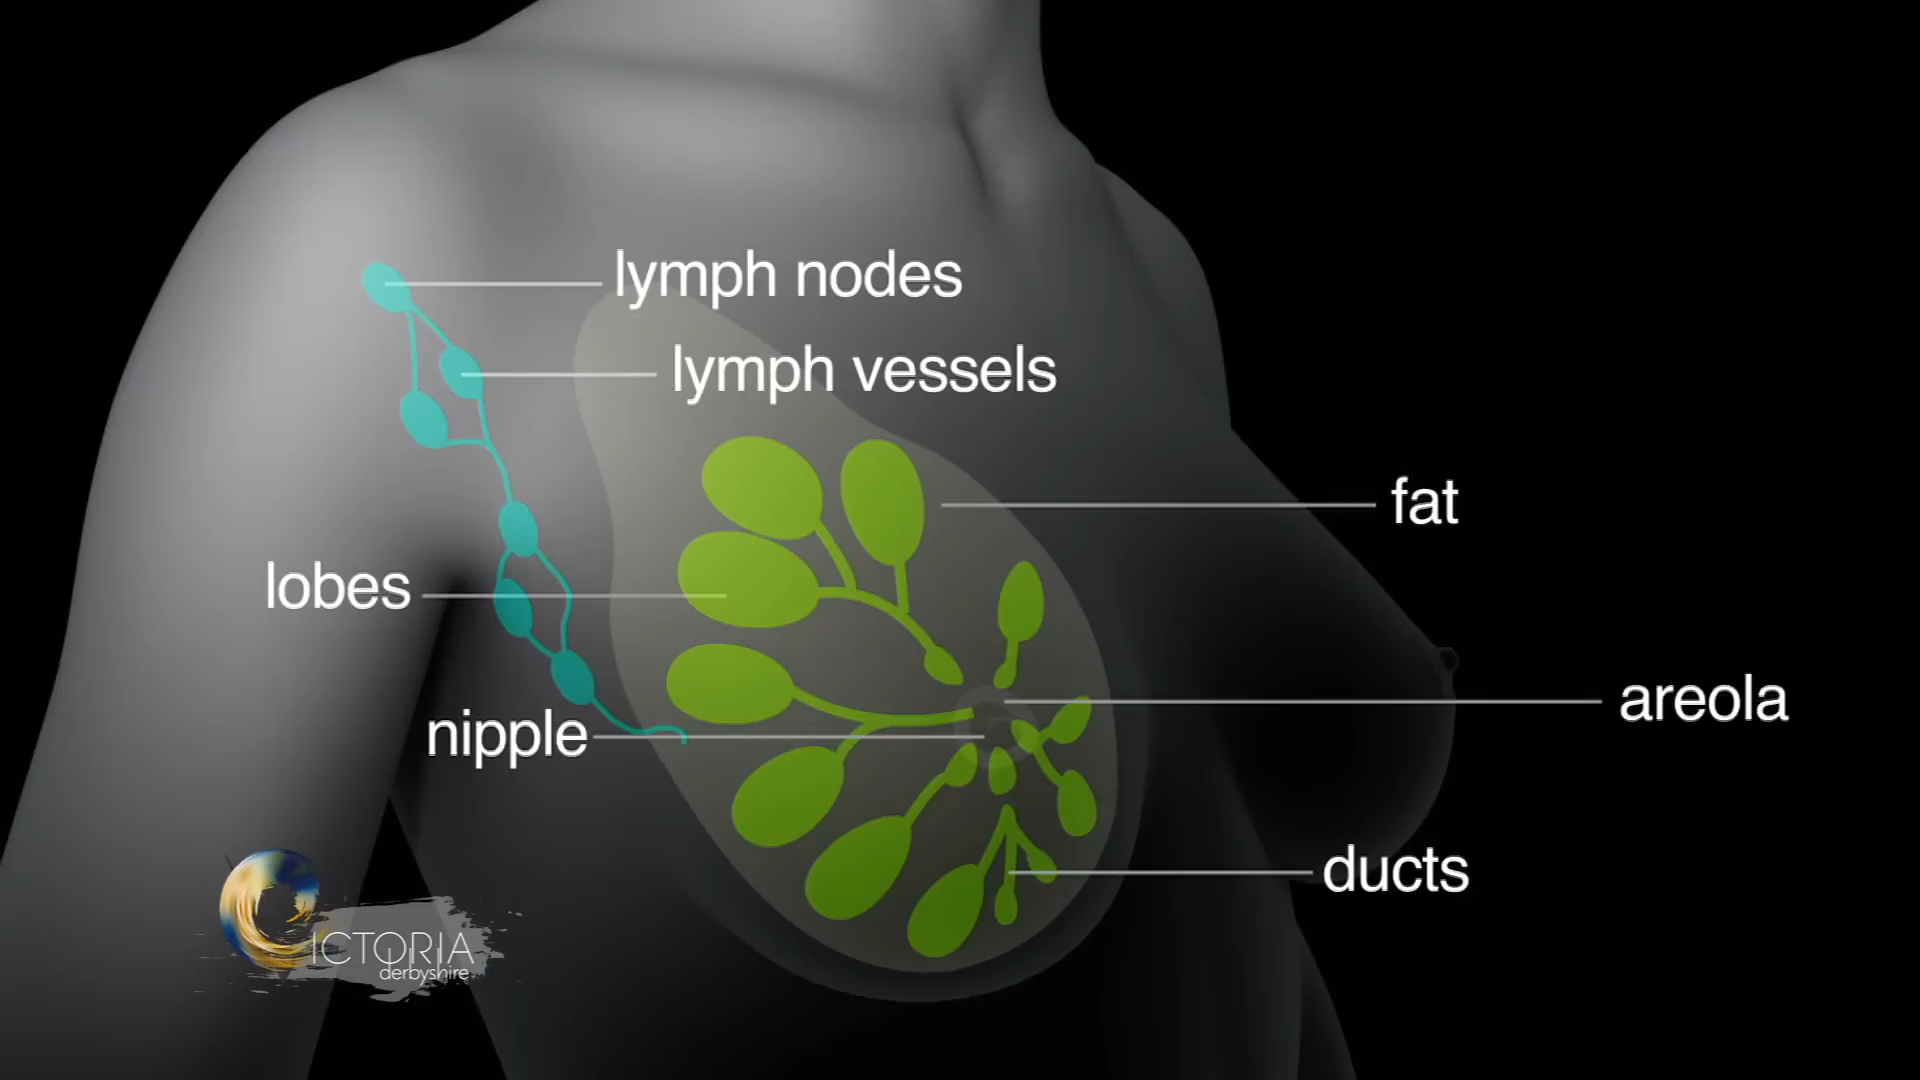 lymph nodes
lymph vessels
fat
lobes
areola
nipple
ducts
ICTORIA
derbyshire